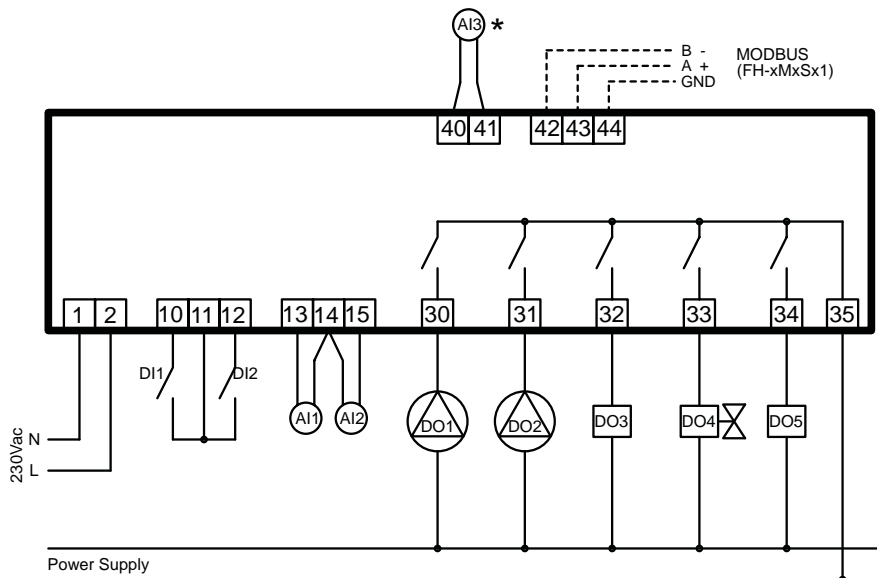 AI3 *
B -
A +
GND
MODBUS
(FH-xMxSx1)
40 41 42 43 44
1 2 10 11 12 13 14 15 30 31 32 33 34 35
DI1 DI2
AI1 AI2
DO1 DO2 DO3 DO4 DO5
230Vac
N
L
Power Supply